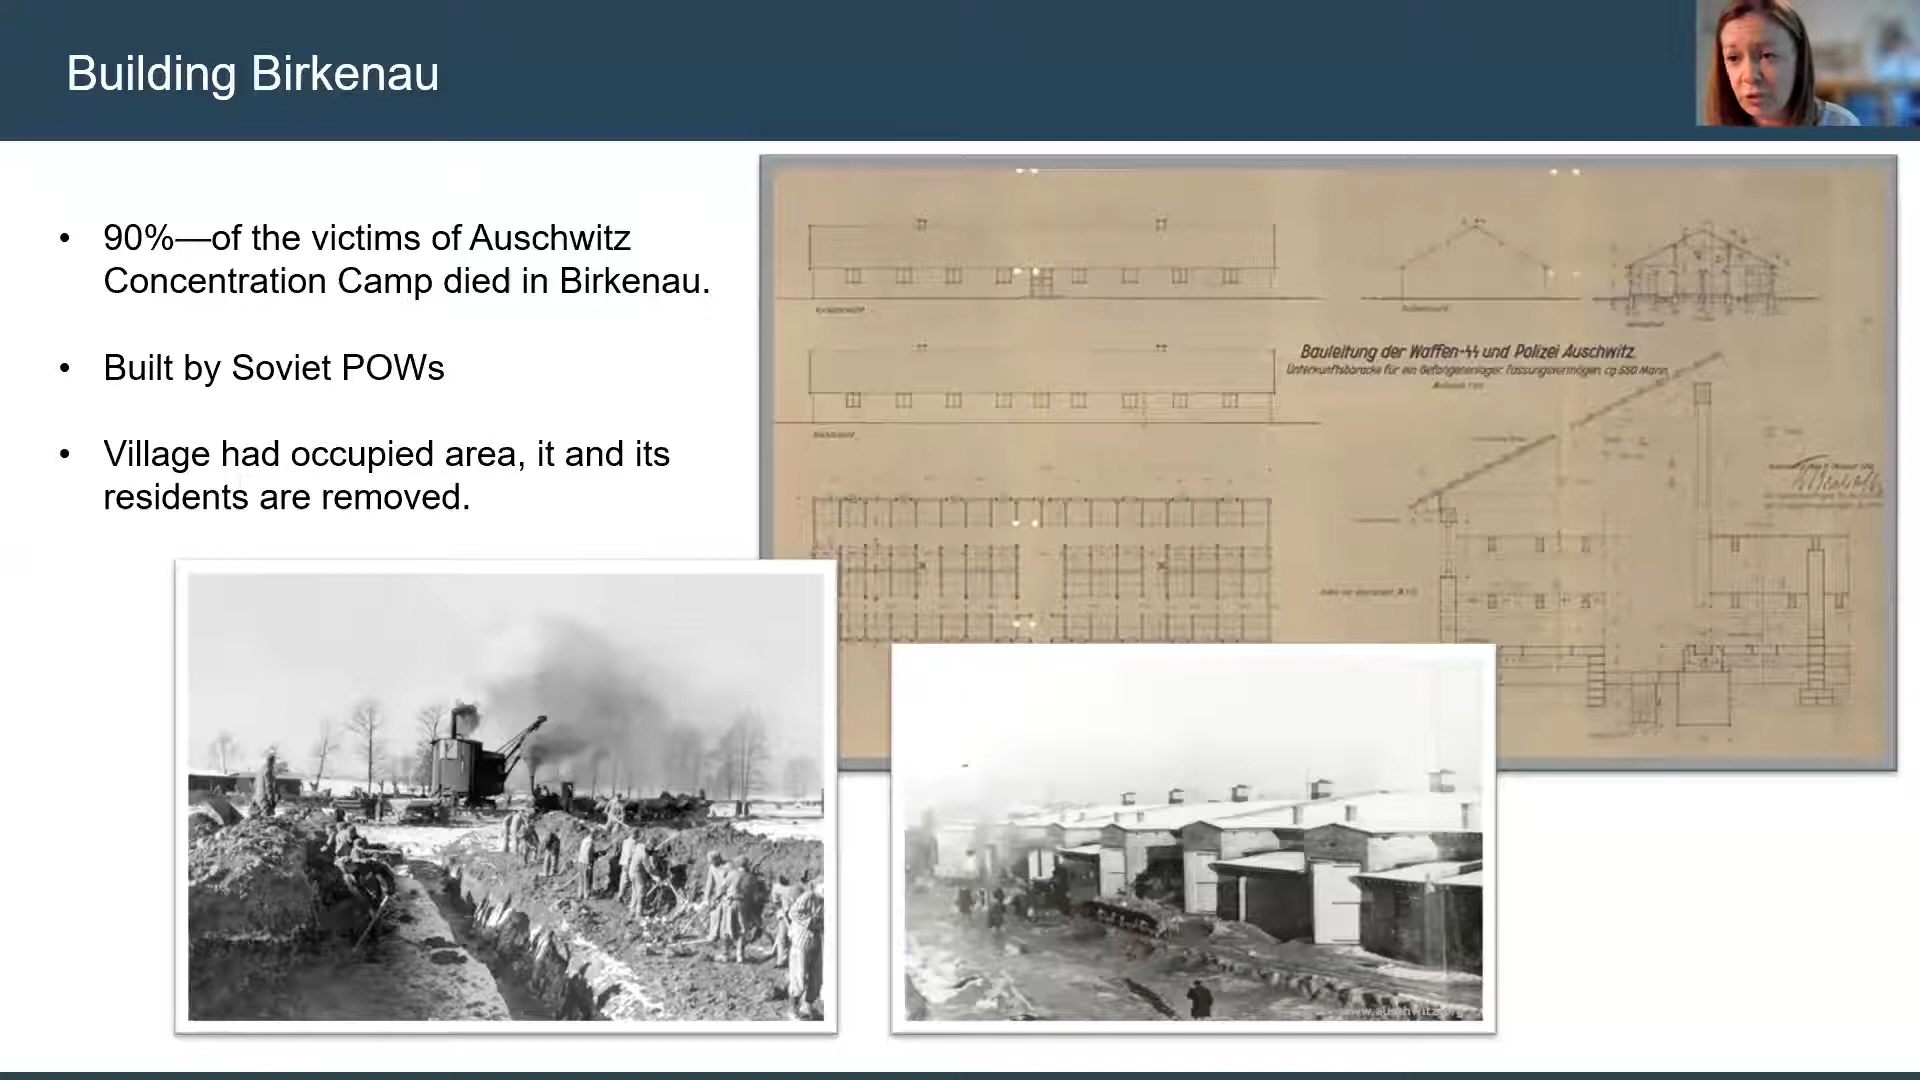 Building Birkenau
• 90%—of the victims of Auschwitz
Concentration Camp died in Birkenau.
• Built by Soviet POWs
• Village had occupied area, it and its
residents are removed.
Bauleitung der Waffen-ϟϟ und Polizei Auschwitz
Unterkunftsbaracke für ein Gefangenenlager Fassungsvermögen ca 550 Mann